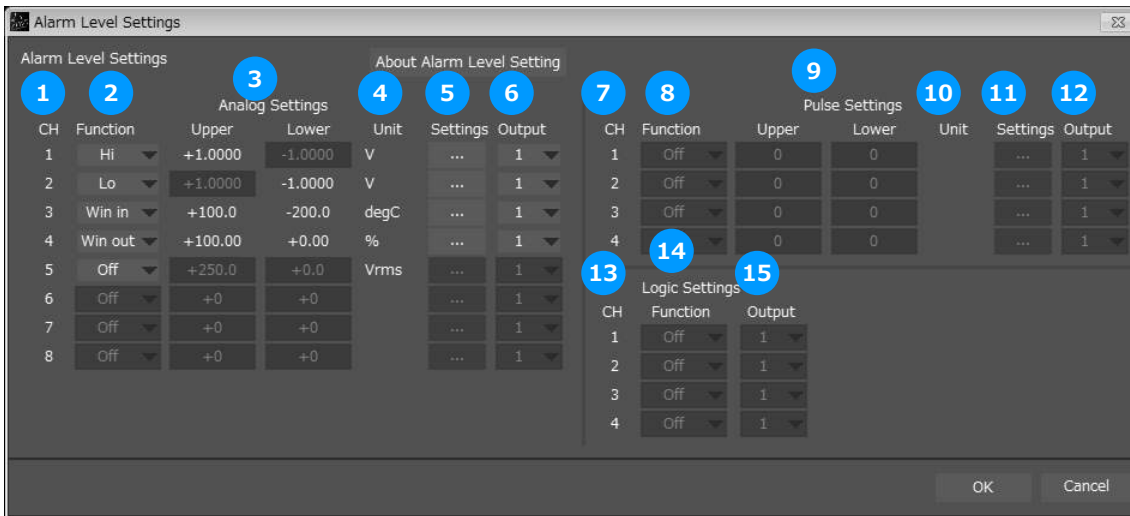 Alarm Level Settings
Alarm Level Settings
About Alarm Level Setting
1 2 3 4 5 6
Analog Settings
CH Function Upper Lower Unit Settings Output
1 Hi +1.0000 -1.0000 V ... 1
2 Lo +1.0000 -1.0000 V ... 1
3 Win in +100.0 -200.0 degC ... 1
4 Win out +100.00 +0.00 % ... 1
5 Off +250.0 +0.0 Vrms ... 1
6 Off +0 +0 ... 1
7 Off +0 +0 ... 1
8 Off +0 +0 ... 1
7 8 9 10 11 12
Pulse Settings
CH Function Upper Lower Unit Settings Output
1 Off 0 0 ... 1
2 Off 0 0 ... 1
3 Off 0 0 ... 1
4 0 0 ... 1
13 14 15
Logic Settings
CH Function Output
1 Off 1
2 Off 1
3 Off 1
4 Off 1
OK Cancel